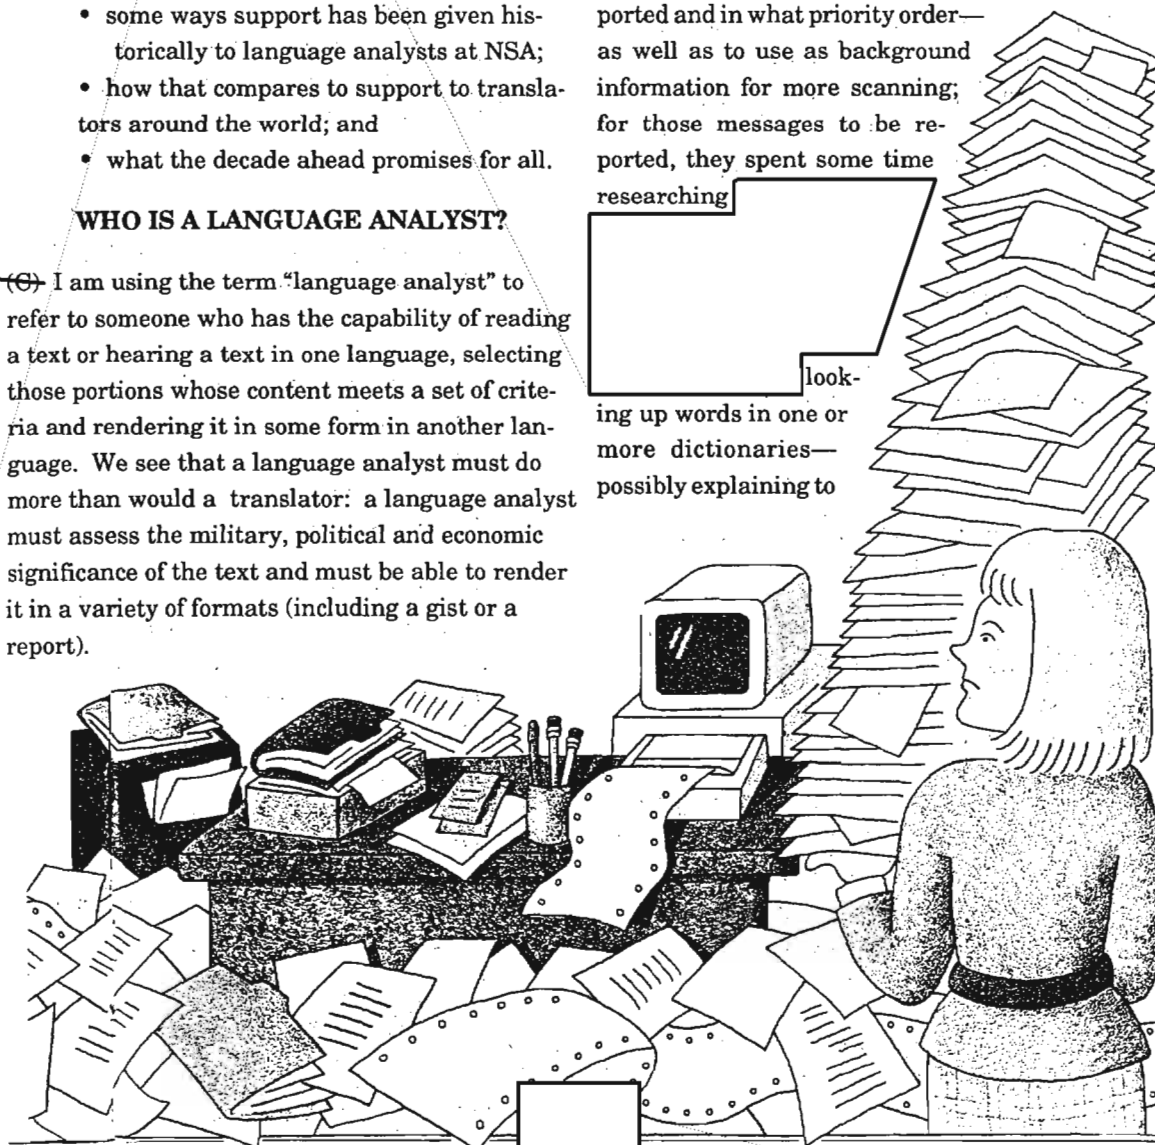 • some ways support has been given his-
torically to language analysts at NSA;
• how that compares to support to transla-
tors around the world; and
• what the decade ahead promises for all.
WHO IS A LANGUAGE ANALYST?
(C) I am using the term "language analyst" to
refer to someone who has the capability of reading
a text or hearing a text in one language, selecting
those portions whose content meets a set of crite-
ria and rendering it in some form in another lan-
guage. We see that a language analyst must do
more than would a translator: a language analyst
must assess the military, political and economic
significance of the text and must be able to render
it in a variety of formats (including a gist or a
report).
ported and in what priority order—
as well as to use as background
information for more scanning;
for those messages to be re-
ported, they spent some time
researching
look-
ing up words in one or
more dictionaries—
possibly explaining to